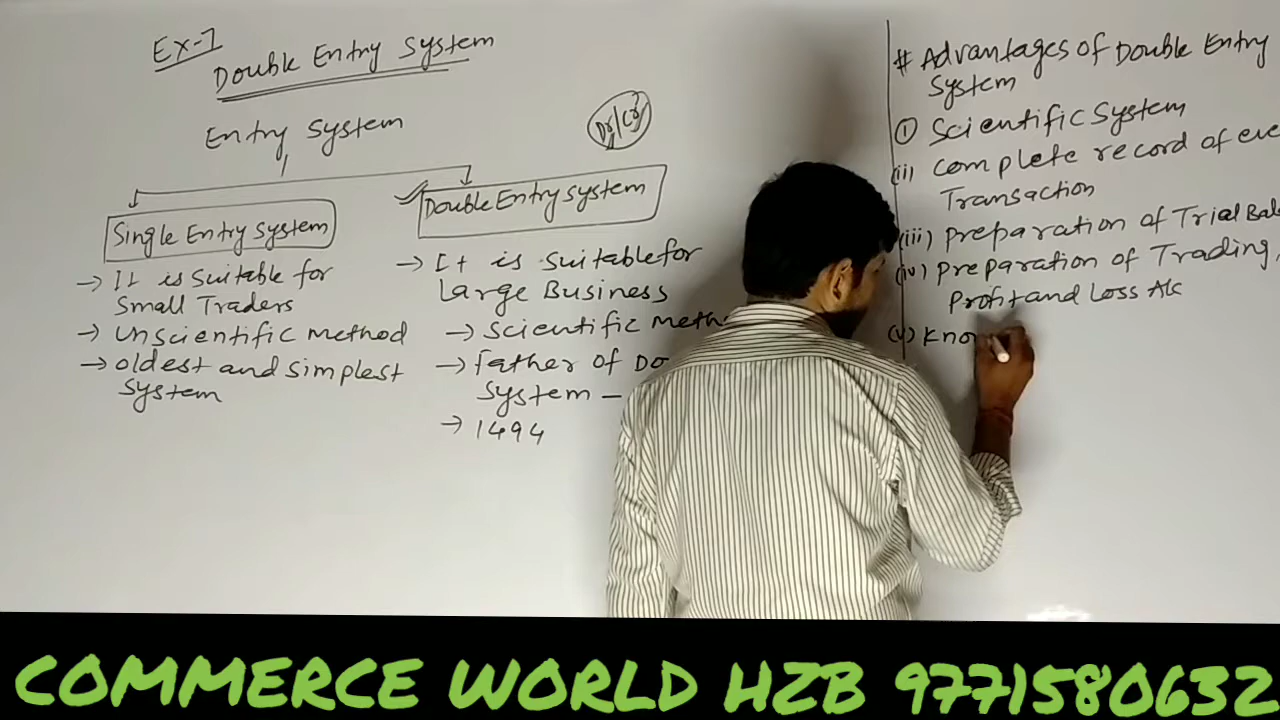 Ex-1
Double Entry System
Entry System
Dr/Cr
Single Entry System
→ It is Suitable for
Small Traders
→ Unscientific method
→ oldest and simplest
system
Double Entry system
→ It is suitable for
Large Business
→ Scientific Meth
→ Father of Do
system –
→ 1494
# Advantages of Double Entry
System
(i) Scientific System
(ii) complete record of eve
Transaction
(iii) preparation of Trial Bal
(iv) preparation of Trading,
Profit and Loss A/c
(v) Kno
COMMERCE WORLD HZB 9771580632